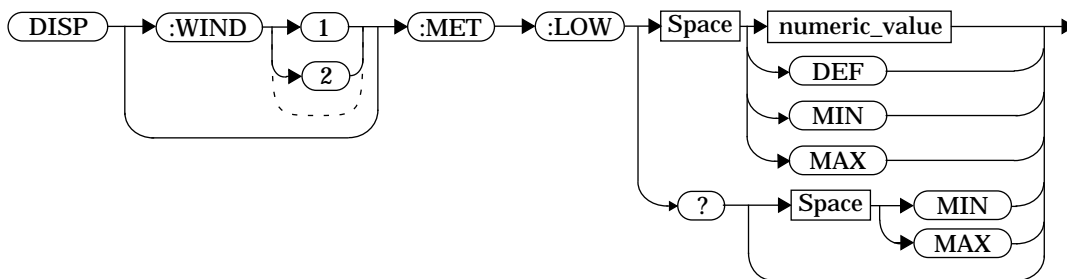 DISP :WIND 1 :MET :LOW Space numeric_value
2 DEF
MIN
MAX
? Space MIN
MAX